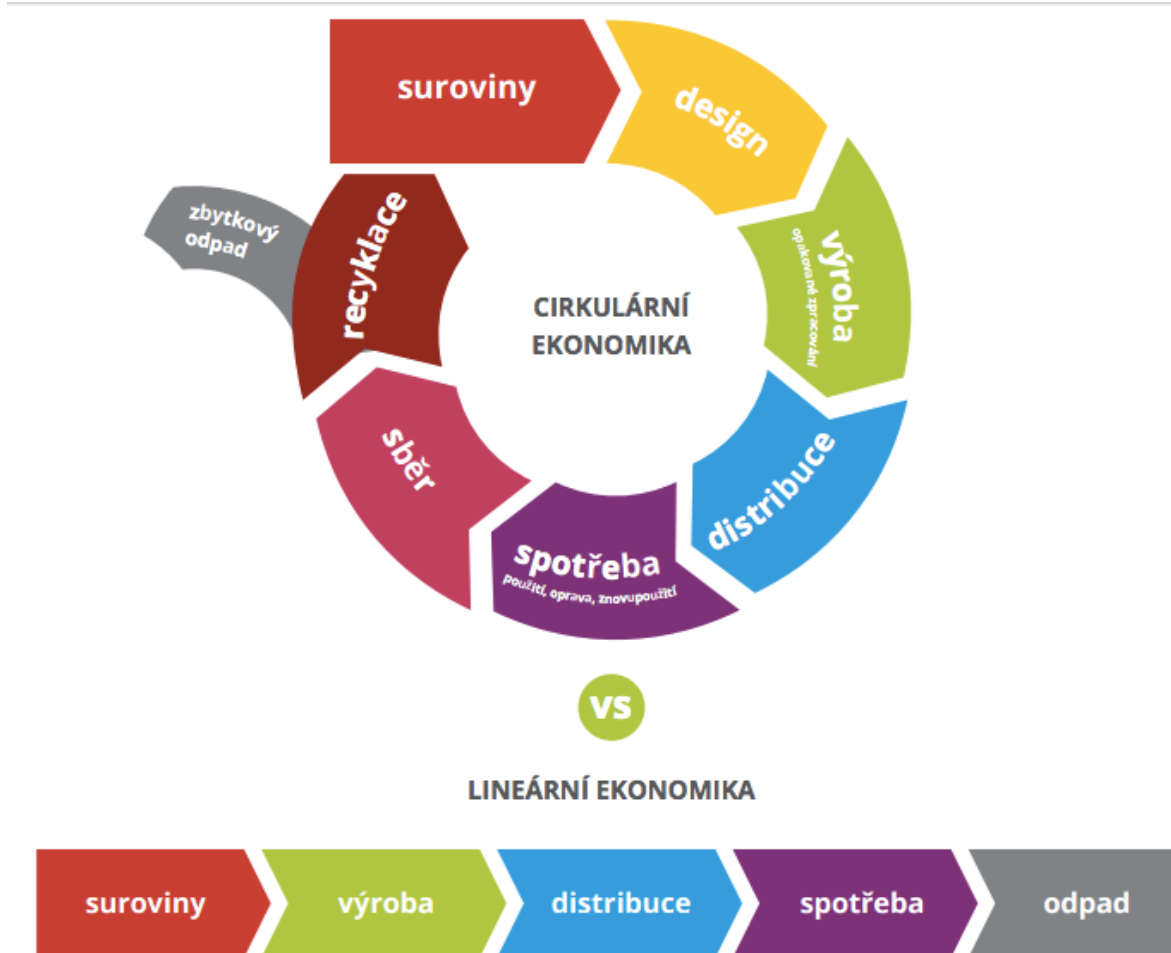 suroviny
design
výroba
opakované zpracování
distribuce
spotřeba
použití, oprava, znovupoužití
sběr
recyklace
zbytkový
odpad
CIRKULÁRNÍ
EKONOMIKA
vs
LINEÁRNÍ EKONOMIKA
suroviny
výroba
distribuce
spotřeba
odpad